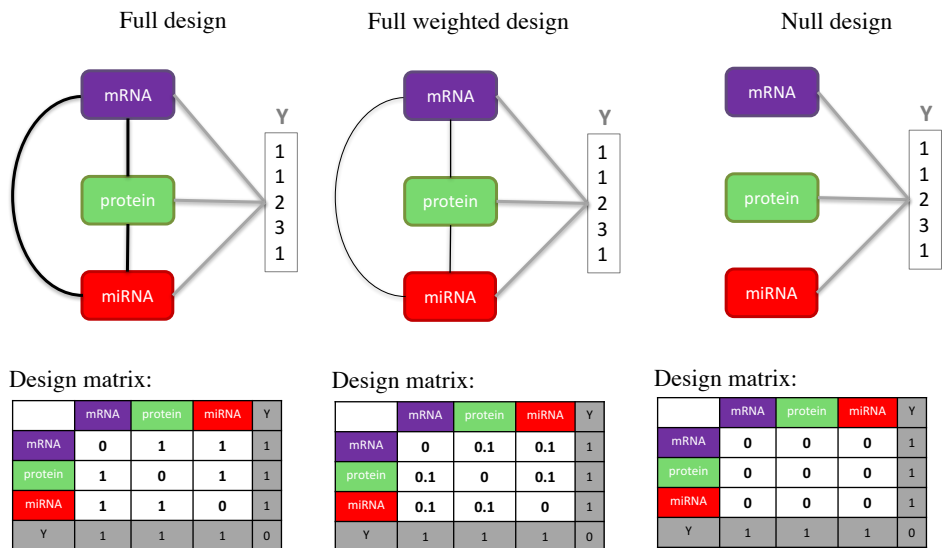 Full design
Full weighted design
Null design
mRNA
protein
miRNA
Y
1
1
2
3
1
mRNA
protein
miRNA
Y
1
1
2
3
1
mRNA
protein
miRNA
Y
1
1
2
3
1
Design matrix:
mRNA protein miRNA Y
mRNA 0 1 1 1
protein 1 0 1 1
miRNA 1 1 0 1
Y 1 1 1 0
Design matrix:
mRNA protein miRNA Y
mRNA 0 0.1 0.1 1
protein 0.1 0 0.1 1
miRNA 0.1 0.1 0 1
Y 1 1 1 0
Design matrix:
mRNA protein miRNA Y
mRNA 0 0 0 1
protein 0 0 0 1
miRNA 0 0 0 1
Y 1 1 1 0